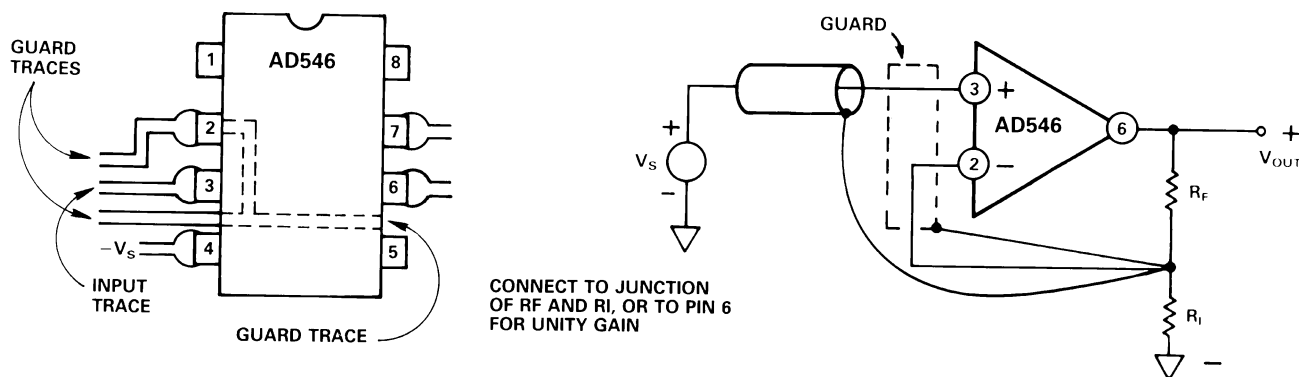 GUARD
TRACES
1
AD546
8
2
7
3
6
-Vs
4
5
INPUT
TRACE
GUARD TRACE
GUARD
+
Vs
-
3
+
AD546
2
-
6
+
VOUT
RF
RI
-
CONNECT TO JUNCTION
OF RF AND RI, OR TO PIN 6
FOR UNITY GAIN